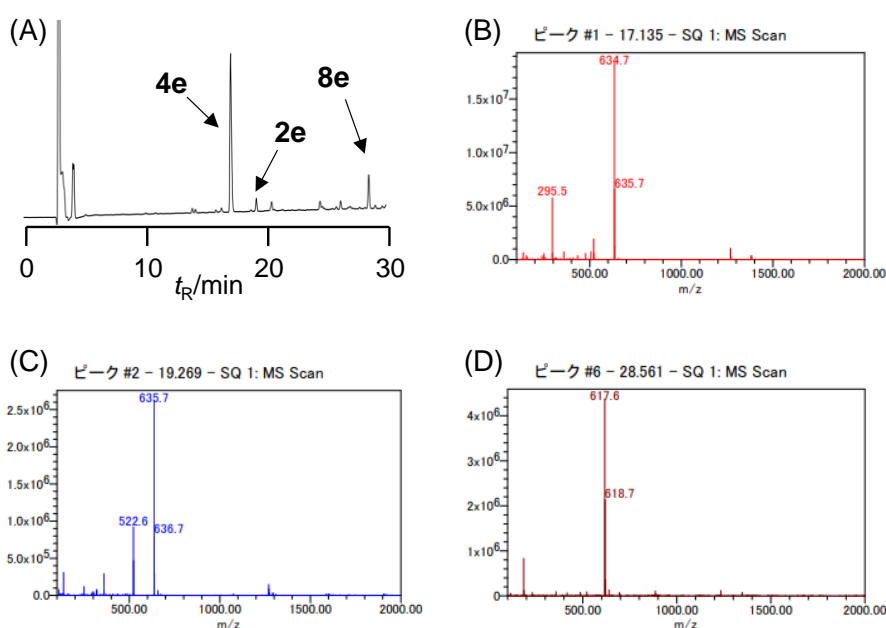 (A)
4e
2e
8e
0
10
20
30
tR/min
(B)
ピーク #1 - 17.135 - SQ 1: MS Scan
634.7
1.5x10⁷
1.0x10⁷
295.5
635.7
5.0x10⁶
0.0
500.00
1000.00
1500.00
2000.00
m/z
(C)
ピーク #2 - 19.269 - SQ 1: MS Scan
635.7
2.5x10⁶
2.0x10⁶
1.5x10⁶
522.6
636.7
1.0x10⁶
5.0x10⁵
0.0
500.00
1000.00
1500.00
2000.00
m/z
(D)
ピーク #6 - 28.561 - SQ 1: MS Scan
617.6
4x10⁶
618.7
2x10⁶
1x10⁶
0
500.00
1000.00
1500.00
2000.00
m/z